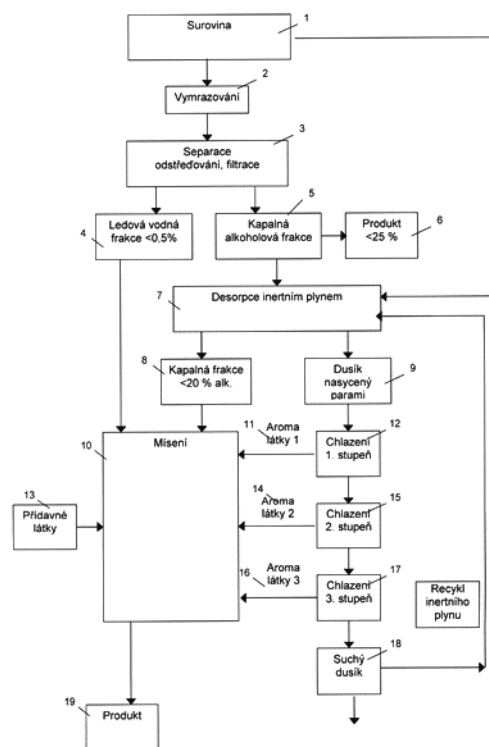 1
Surovina
2
Vymrazování
3
Separace
odstřeďování, filtrace
4
Ledová vodná
frakce <0,5%
5
Kapalná
alkoholová frakce
6
Produkt
<25 %
7
Desorpce inertním plynem
8
Kapalná frakce
<20 % alk.
9
Dusík
nasycený
parami
10
Míšení
11
Aroma
látky 1
12
Chlazení
1. stupeň
13
Přídavné
látky
14
Aroma
látky 2
15
Chlazení
2. stupeň
16
Aroma
látky 3
17
Chlazení
3. stupeň
Recykl
inertního
plynu
18
Suchý
dusík
19
Produkt